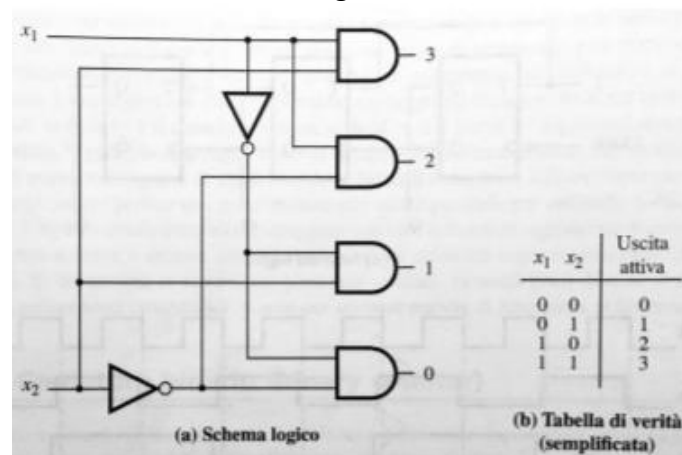 x₁
3
2
1
0
x₂
(a) Schema logico
x₁ x₂ Uscita attiva
0 0 0
0 1 1
1 0 2
1 1 3
(b) Tabella di verità
(semplificata)